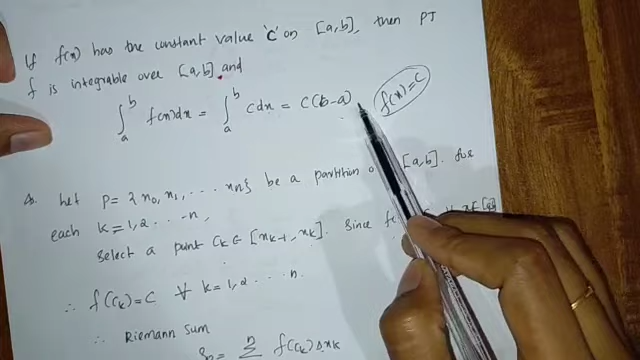 If f(x) has the constant value 'c' on [a,b], then PT
f is integrable over [a,b] and
∫_a^b f(x)dx = ∫_a^b c dx = c(b-a)
f(x)=c
let P={x₀, x₁, ..... xₙ} be a partition [a,b]. for
each k=1,2 .... n,
select a point Cₖ ∈ [xₖ₋₁, xₖ]. Since
∴ f(Cₖ)=C ∀ k=1,2 .... n.
∴ Riemann sum
Sₙ= Σ^n f(Cₖ) Δxₖ